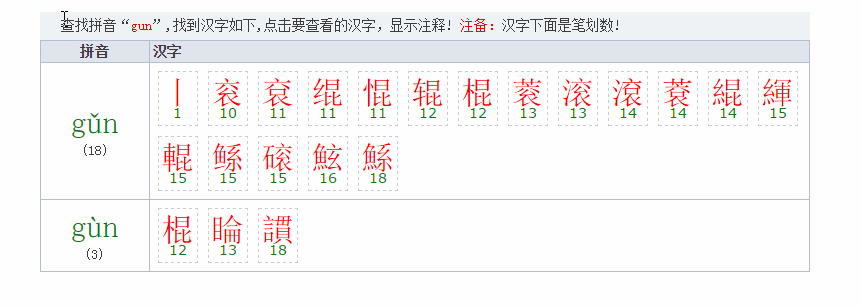 查找拼音“gun”,找到汉字如下,点击要查看的汉字，显示注释！注备：汉字下面是笔划数！
拼音 汉字
gǔn
(18)
丨 衮 袞 绲 惃 辊 棍 蓘 滚 滾 蔉 緄 緷
1 10 11 11 11 12 12 13 13 14 14 14 15
輥 鲧 磙 鮌 鯀
15 15 15 16 18
gùn
(3)
棍 睔 謴
12 13 18